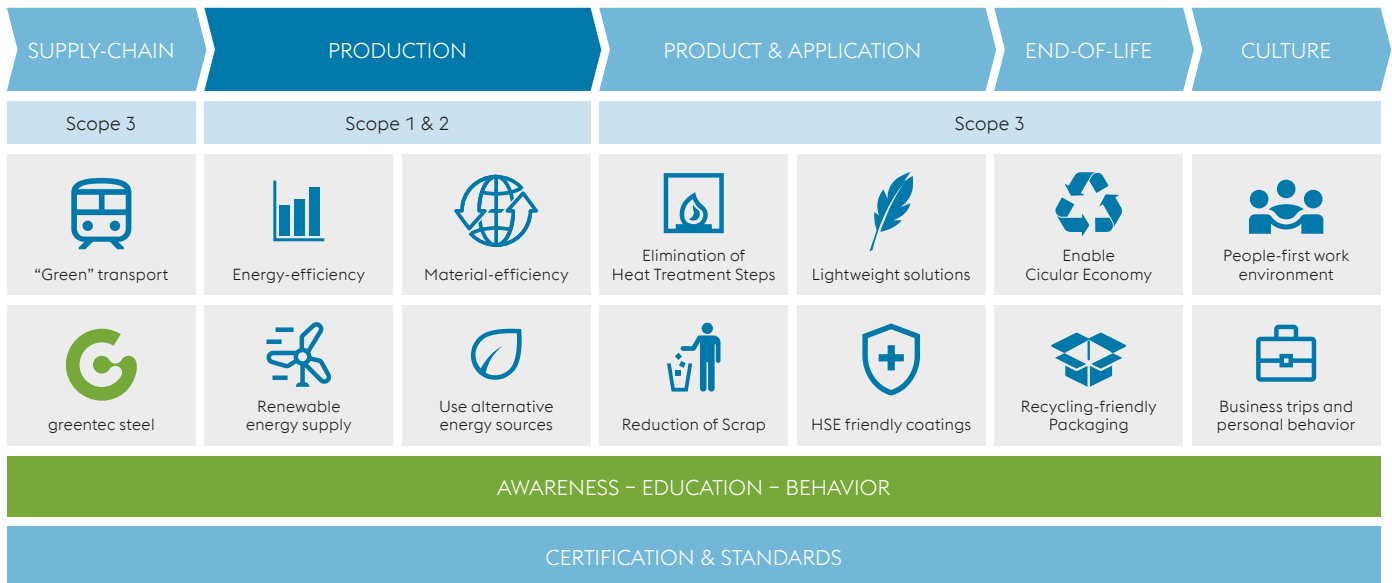 SUPPLY-CHAIN
PRODUCTION
PRODUCT & APPLICATION
END-OF-LIFE
CULTURE
Scope 3
Scope 1 & 2
Scope 3
“Green” transport
Energy-efficiency
Material-efficiency
Elimination of
Heat Treatment Steps
Lightweight solutions
Enable
Cicular Economy
People-first work
environment
greentec steel
Renewable
energy supply
Use alternative
energy sources
Reduction of Scrap
HSE friendly coatings
Recycling-friendly
Packaging
Business trips and
personal behavior
AWARENESS – EDUCATION – BEHAVIOR
CERTIFICATION & STANDARDS